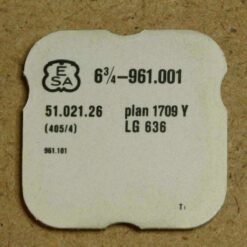 ESA 6¾-961.001
51.021.26 plan 1709 Y
(405/4) LG 636
961.101
T: